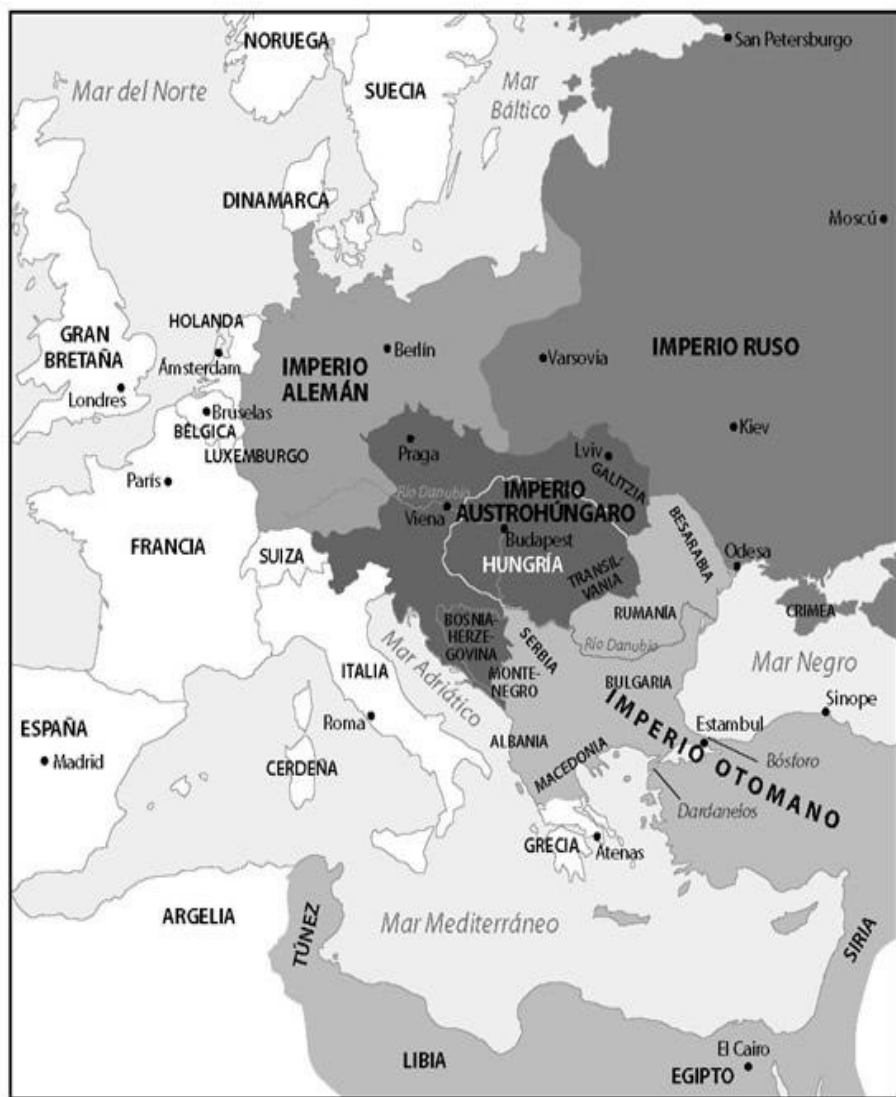 NORUEGA
San Petersburgo
Mar del Norte
SUECIA
Mar
Báltico
DINAMARCA
Moscú
HOLANDA
GRAN
BRETAÑA
Ámsterdam
IMPERIO
ALEMÁN
Berlín
Varsovia
IMPERIO RUSO
Londres
Bruselas
BÉLGICA
LUXEMBURGO
Praga
Lviv
GALITZIA
Kiev
París
Río Danubio
Viena
IMPERIO
AUSTROHÚNGARO
Budapest
HUNGRÍA
TRANSIL-
VANIA
BESARABIA
Odesa
FRANCIA
SUIZA
RUMANÍA
CRIMEA
BOSNIA-
HERZE-
GOVINA
SERBIA
Río Danubio
Mar Negro
MONTE-
NEGRO
BULGARIA
ITALIA
Mar Adriático
Sinope
ESPAÑA
Madrid
Roma
ALBANIA
IMPERIO OTOMANO
Estambul
Bósforo
CERDEÑA
MACEDONIA
Dardanelos
GRECIA
Atenas
ARGELIA
TÚNEZ
Mar Mediterráneo
SIRIA
LIBIA
El Cairo
EGIPTO